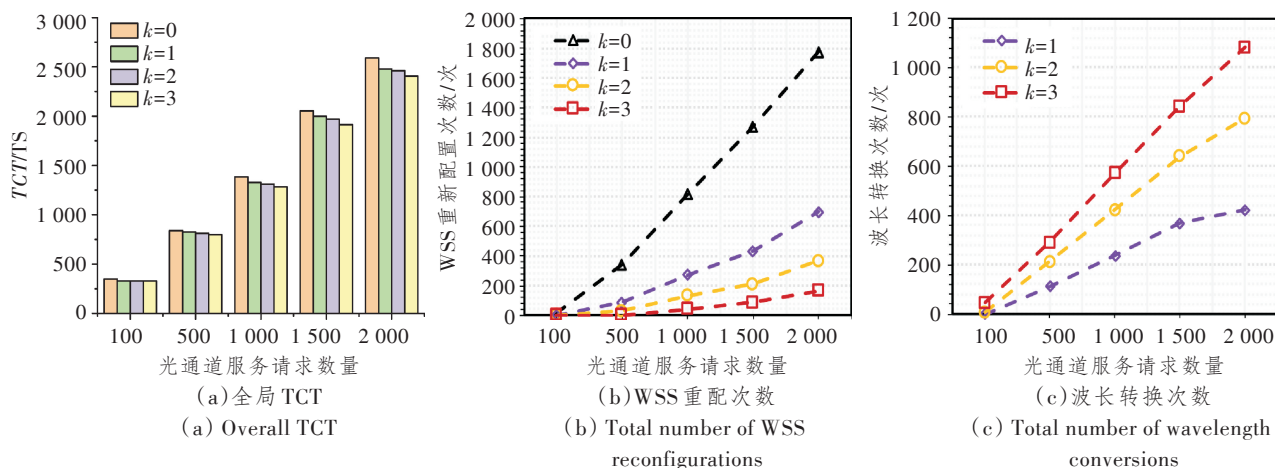 3 000
2 500
2 000
1 500
1 000
500
0
TCT/TS
k=0
k=1
k=2
k=3
100
500
1 000
1 500
2 000
光通道服务请求数量
(a)全局TCT
(a) Overall TCT
2 000
1 800
1 600
1 400
1 200
1 000
800
600
400
200
0
WSS重新配置次数/次
k=0
k=1
k=2
k=3
100
500
1 000
1 500
2 000
光通道服务请求数量
(b)WSS重配次数
(b) Total number of WSS
reconfigurations
1 200
1 000
800
600
400
200
0
波长转换次数/次
k=1
k=2
k=3
100
500
1 000
1 500
2 000
光通道服务请求数量
(c)波长转换次数
(c) Total number of wavelength
conversions